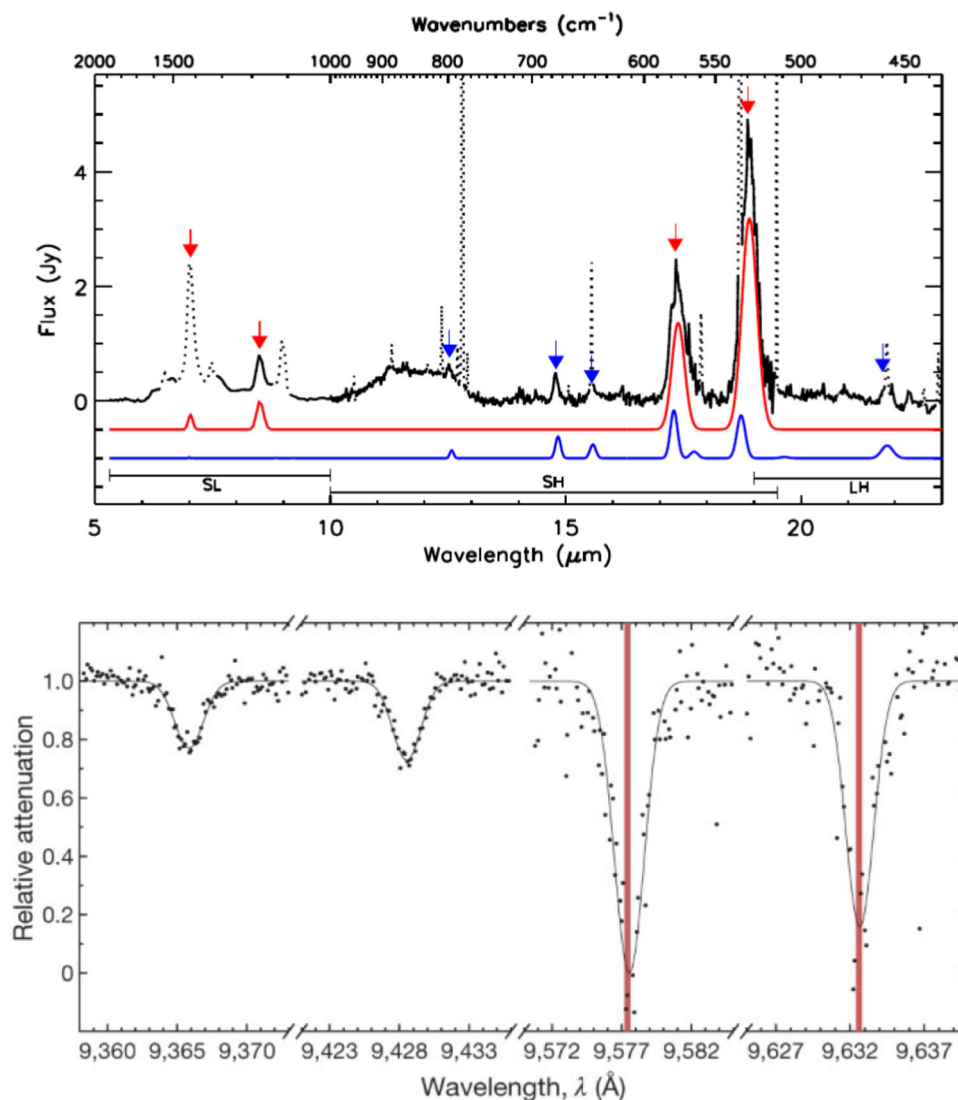 Wavenumbers (cm⁻¹)
2000 1500 1000 900 800 700 600 550 500 450
Flux (Jy)
4
2
0
SL SH LH
5 10 15 20
Wavelength (μm)
Relative attenuation
1.0
0.8
0.6
0.4
0.2
0
9,360 9,365 9,370 9,423 9,428 9,433 9,572 9,577 9,582 9,627 9,632 9,637
Wavelength, λ (Å)